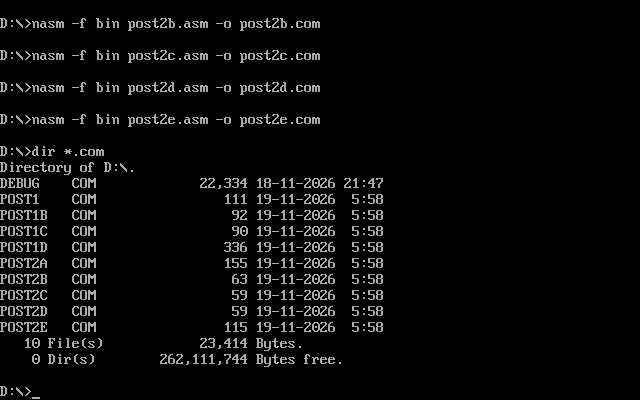 D:\>nasm -f bin post2b.asm -o post2b.com
D:\>nasm -f bin post2c.asm -o post2c.com
D:\>nasm -f bin post2d.asm -o post2d.com
D:\>nasm -f bin post2e.asm -o post2e.com
D:\>dir *.com
Directory of D:\.
DEBUG    COM             22,334 18-11-2026 21:47
POST1    COM                111 19-11-2026  5:58
POST1B   COM                 92 19-11-2026  5:58
POST1C   COM                 90 19-11-2026  5:58
POST1D   COM                336 19-11-2026  5:58
POST2A   COM                155 19-11-2026  5:58
POST2B   COM                 63 19-11-2026  5:58
POST2C   COM                 59 19-11-2026  5:58
POST2D   COM                 59 19-11-2026  5:58
POST2E   COM                115 19-11-2026  5:58
   10 File(s)            23,414 Bytes.
    0 Dir(s)        262,111,744 Bytes free.
D:\>_